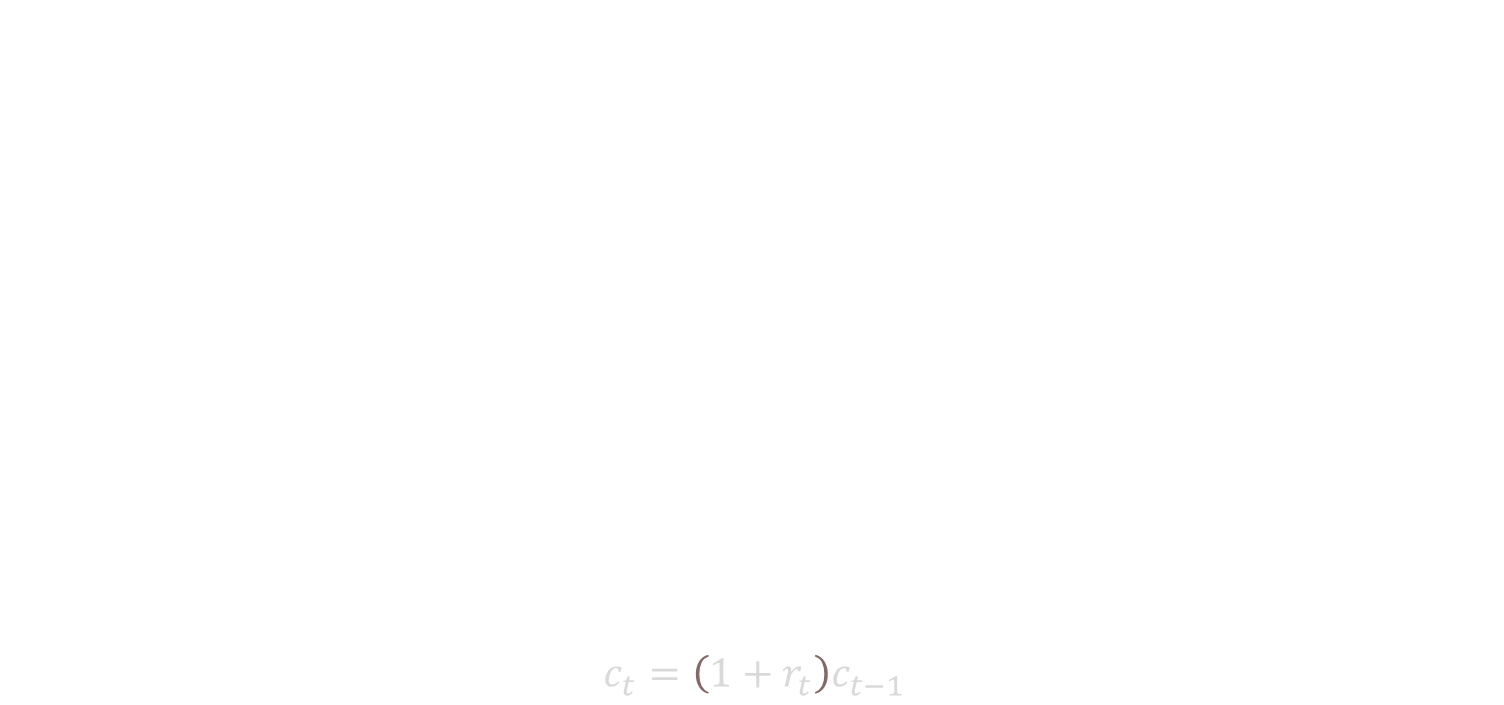 c_t = (1 + r_t)c_{t−1}